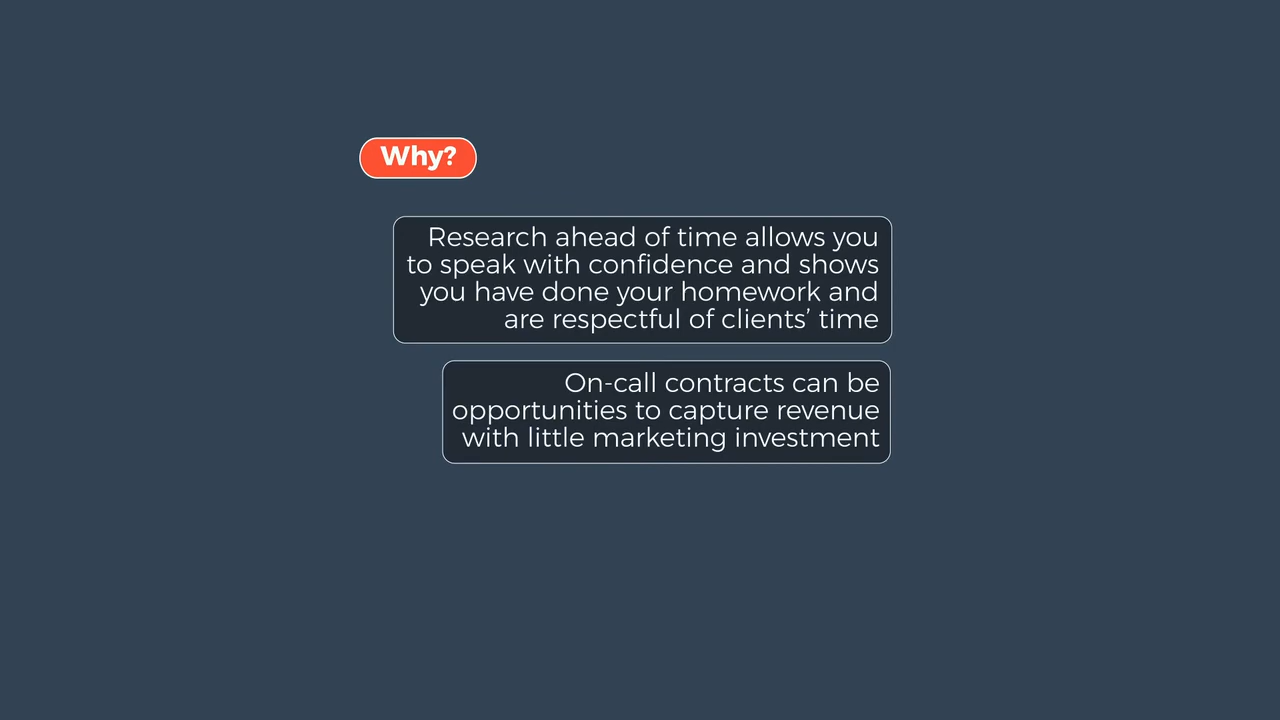 Why?
Research ahead of time allows you
to speak with confidence and shows
you have done your homework and
are respectful of clients’ time
On-call contracts can be
opportunities to capture revenue
with little marketing investment